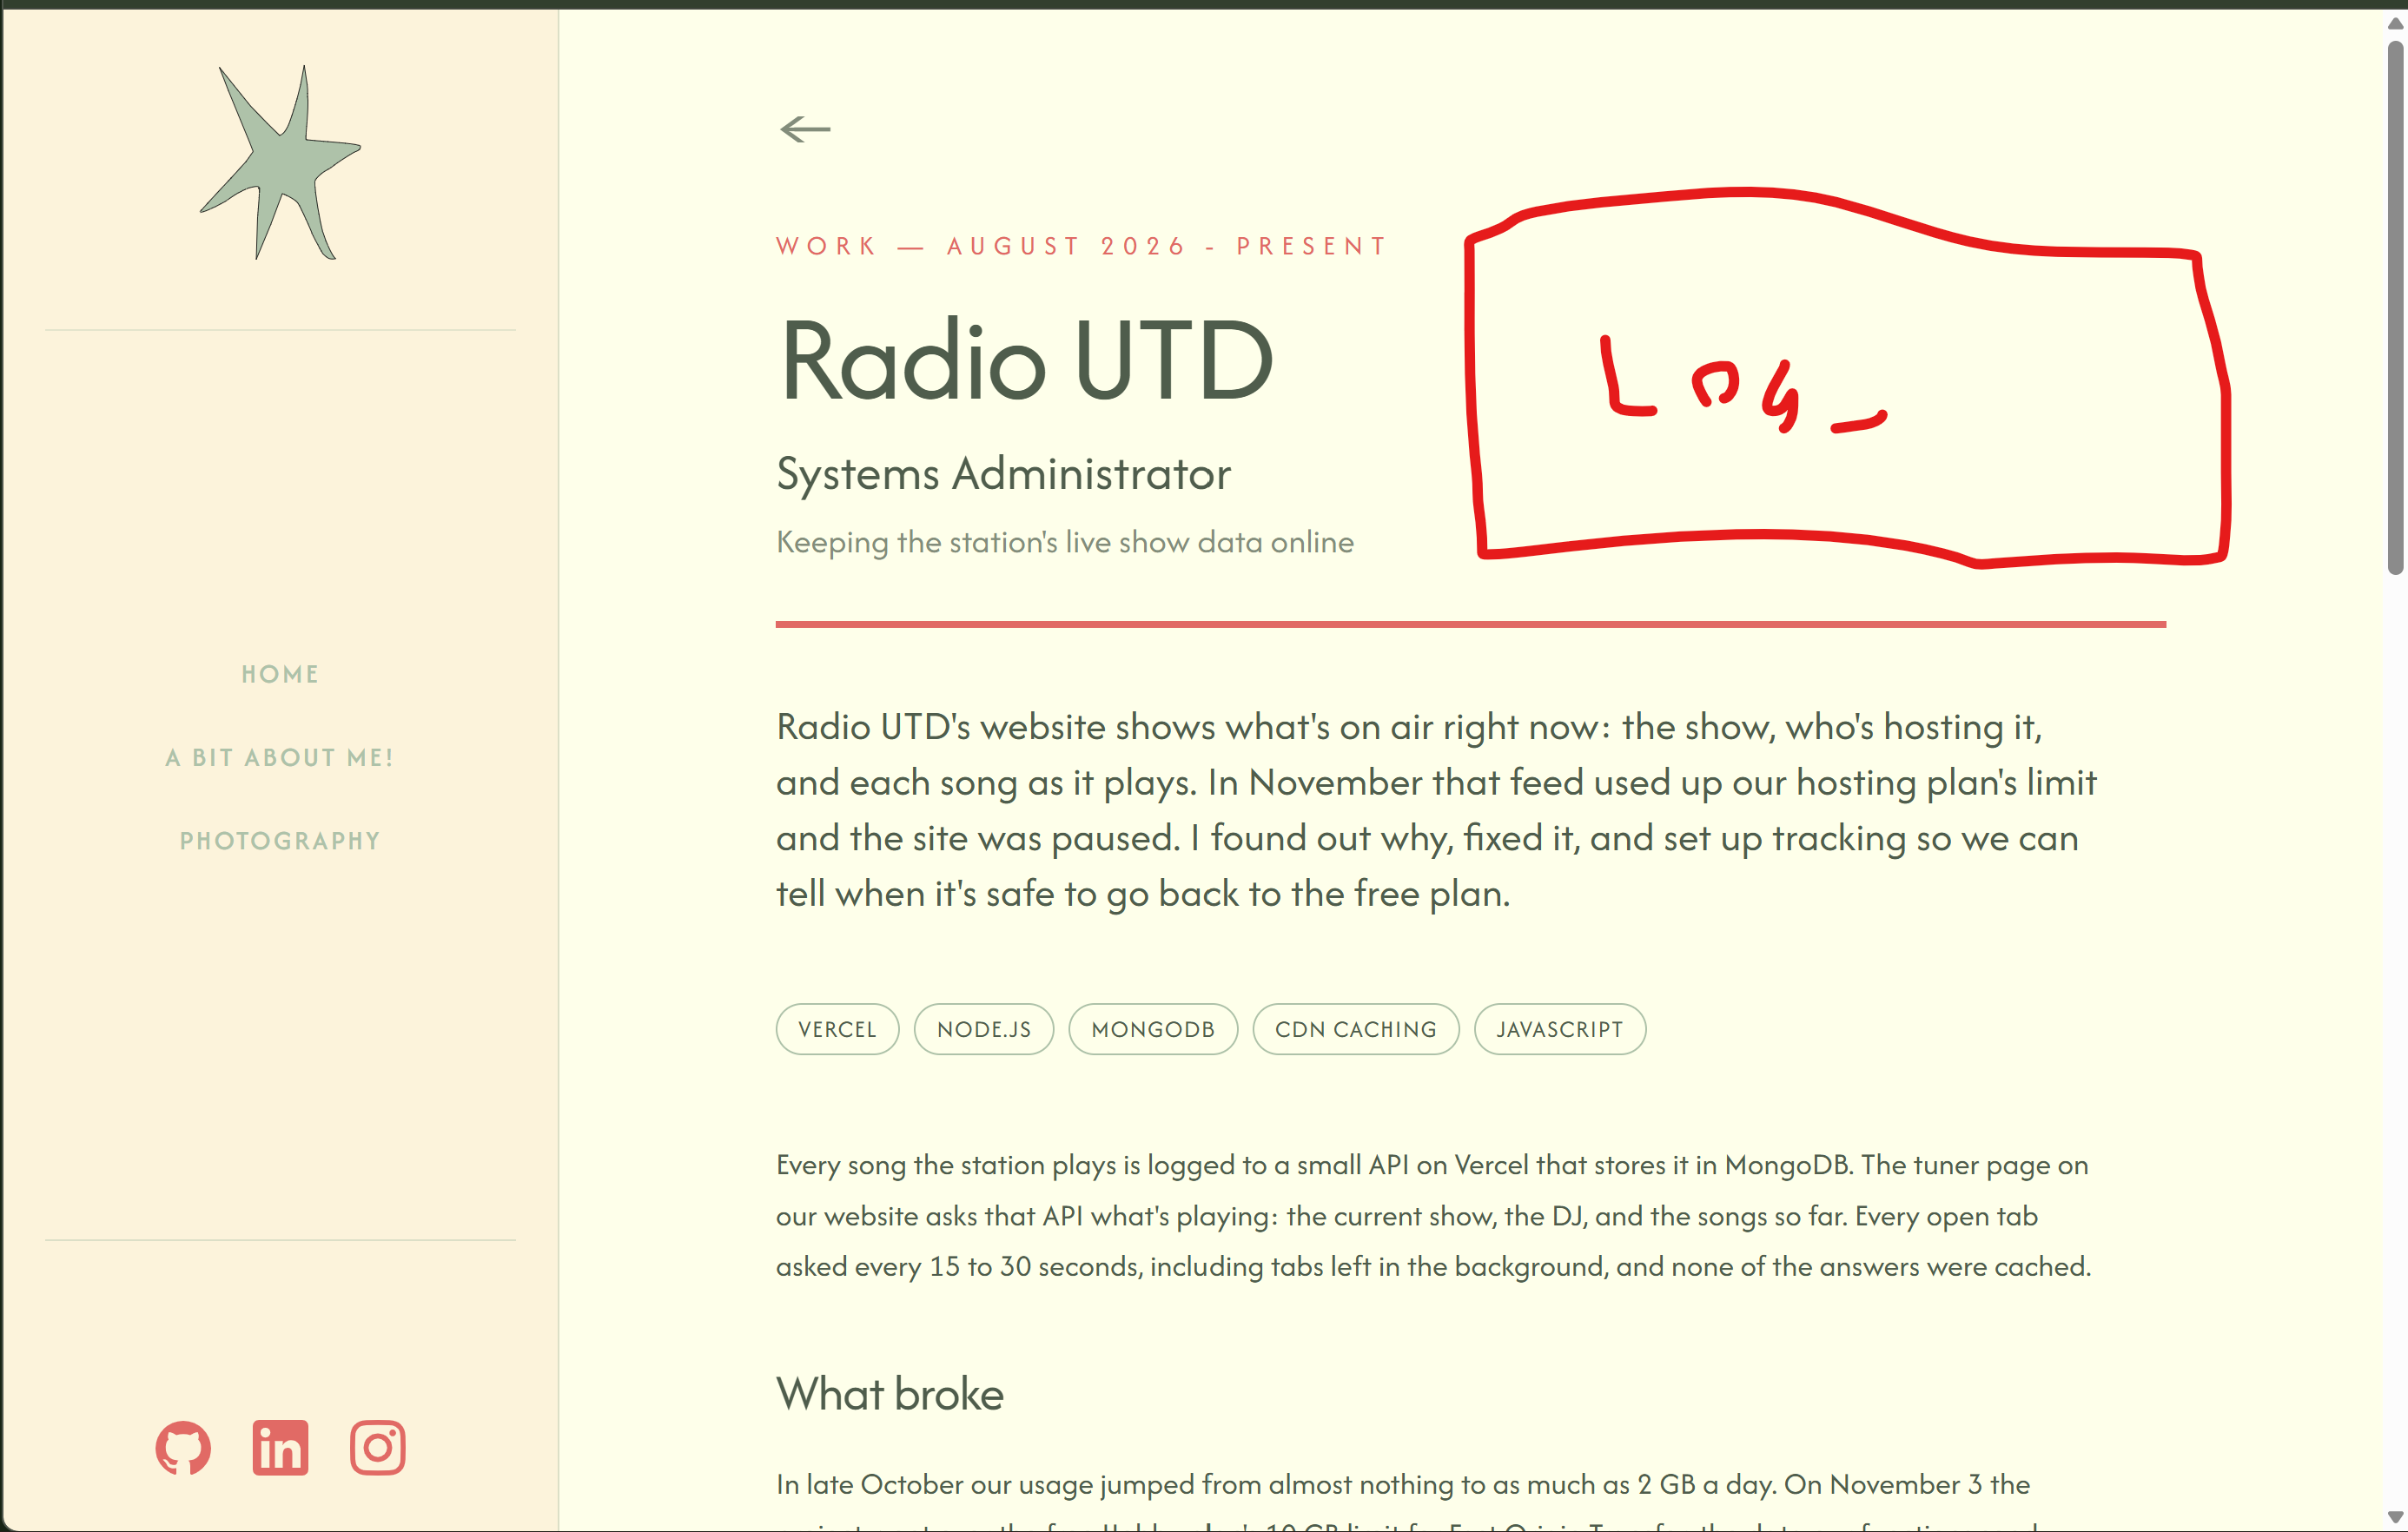 WORK — AUGUST 2026 - PRESENT
Radio UTD
Systems Administrator
Keeping the station's live show data online
HOME
A BIT ABOUT ME!
PHOTOGRAPHY
Radio UTD's website shows what's on air right now: the show, who's hosting it,
and each song as it plays. In November that feed used up our hosting plan's limit
and the site was paused. I found out why, fixed it, and set up tracking so we can
tell when it's safe to go back to the free plan.
VERCEL
NODE.JS
MONGODB
CDN CACHING
JAVASCRIPT
Every song the station plays is logged to a small API on Vercel that stores it in MongoDB. The tuner page on
our website asks that API what's playing: the current show, the DJ, and the songs so far. Every open tab
asked every 15 to 30 seconds, including tabs left in the background, and none of the answers were cached.
What broke
In late October our usage jumped from almost nothing to as much as 2 GB a day. On November 3 the